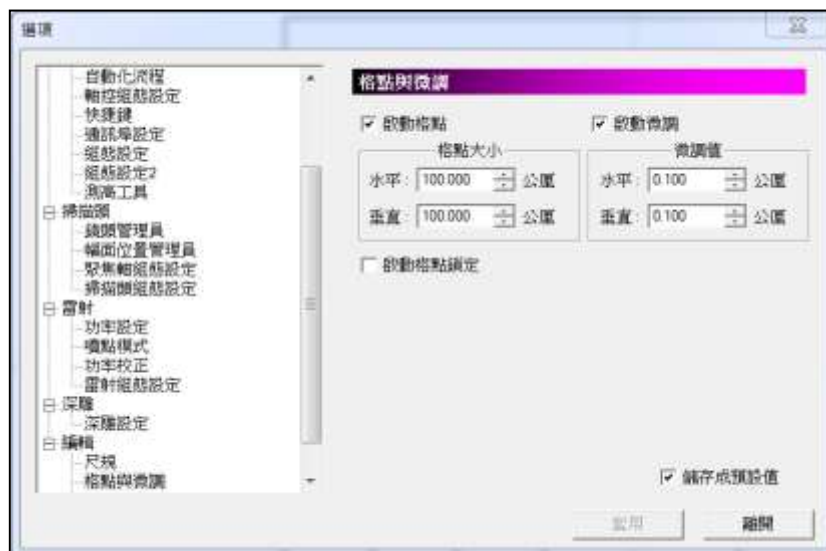 選項
自動化流程
軸控組態設定
快捷鍵
通訊埠設定
組態設定
組態設定2
測高工具
掃描頭
鏡頭管理員
幅面位置管理員
聚焦軸組態設定
掃描頭組態設定
雷射
功率設定
噴點模式
功率校正
雷射組態設定
深雕
深雕設定
編輯
尺規
格點與微調
格點與微調
啟動格點
啟動微調
格點大小
微調值
水平: 100.000 公厘
水平: 0.100 公厘
垂直: 100.000 公厘
垂直: 0.100 公厘
啟動格點鎖定
儲存成預設值
套用
離開